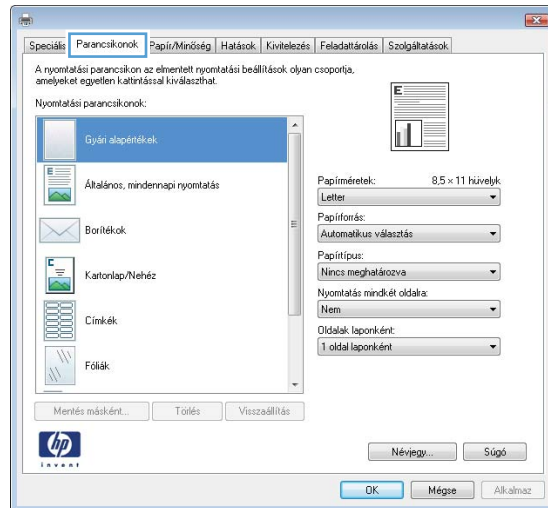 Speciális Parancsikonok Papír/Minőség Hatások Kivitelezés Feladattárolás Szolgáltatások
A nyomtatási parancsikon az elmentett nyomtatási beállítások olyan csoportja,
amelyeket egyetlen kattintással kiválaszthat.
Nyomtatási parancsikonok:
Gyári alapértékek
Általános, mindennapi nyomtatás
Borítékok
Kartonlap/Nehéz
Címkék
Fóliák
Mentés másként... Törlés Visszaállítás
E
Papírméretek: 8,5 × 11 hüvelyk
Letter
Papírforrás:
Automatikus választás
Papírtípus:
Nincs meghatározva
Nyomtatás mindkét oldalra:
Nem
Oldalak laponként:
1 oldal laponként
hp
invent
Névjegy... Súgó
OK Mégse Alkalmaz